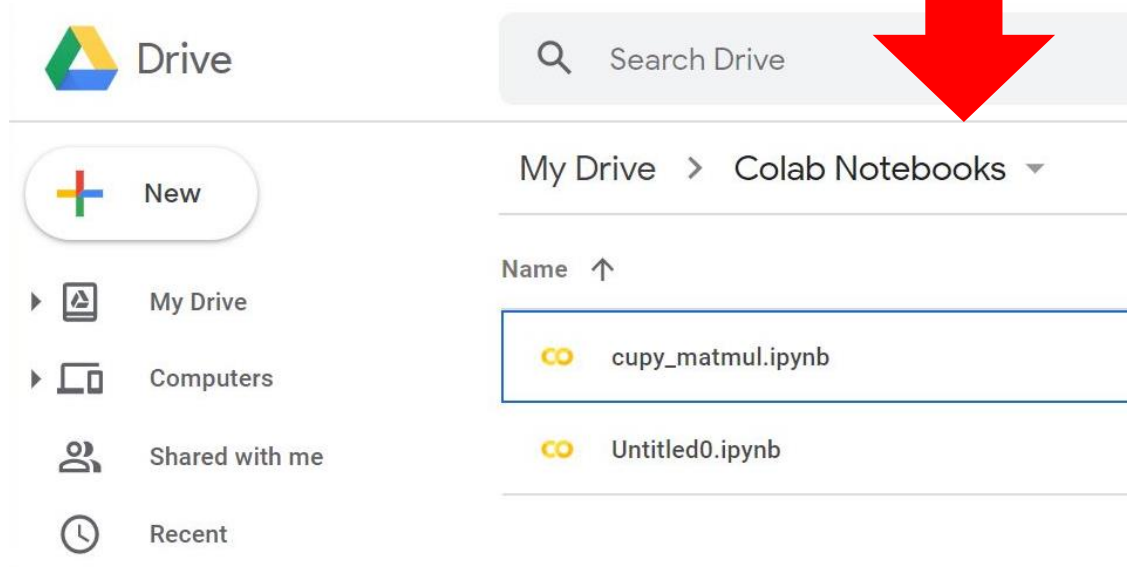 Drive
Search Drive
New
My Drive > Colab Notebooks
Name
My Drive
Computers
Shared with me
Recent
cupy_matmul.ipynb
Untitled0.ipynb